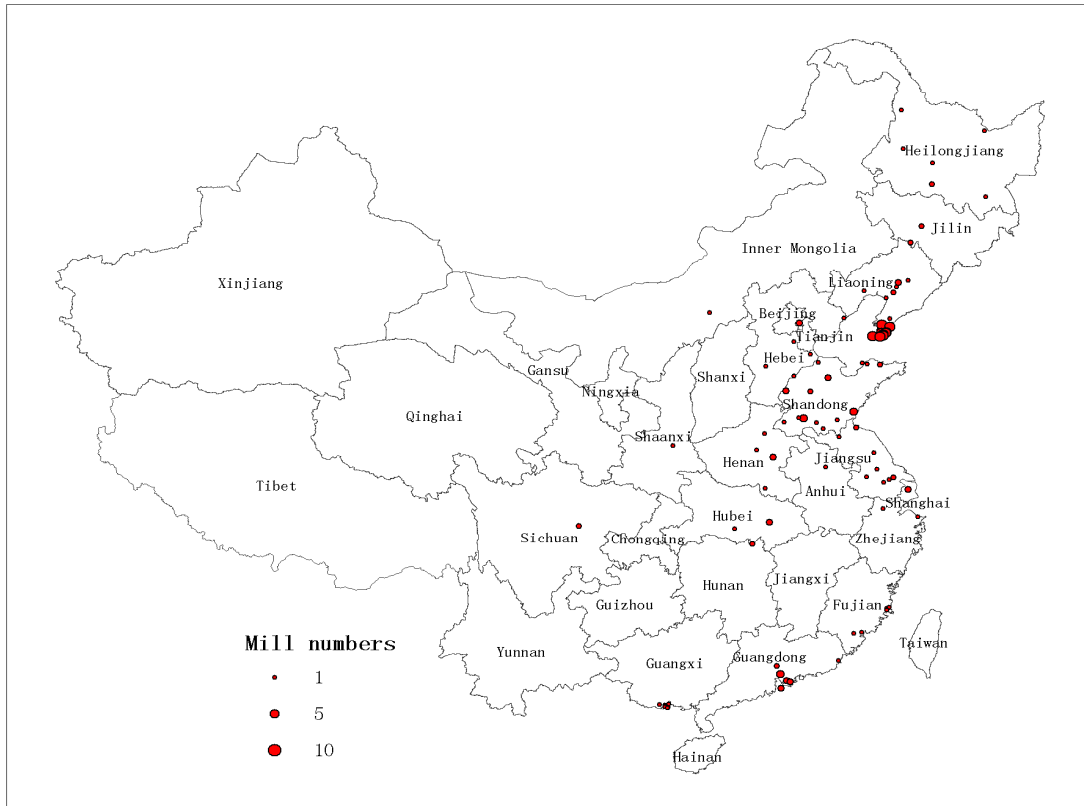 Heilongjiang
Jilin
Inner Mongolia
Xinjiang
Liaoning
Beijing
Tianjin
Gansu
Hebei
Shanxi
Ningxia
Qinghai
Shandong
Shaanxi
Henan
Jiangsu
Tibet
Anhui
Shanghai
Hubei
Sichuan
Chongqing
Zhejiang
Hunan
Jiangxi
Guizhou
Fujian
Taiwan
Mill numbers
Yunnan
Guangxi
Guangdong
1
5
10
Hainan